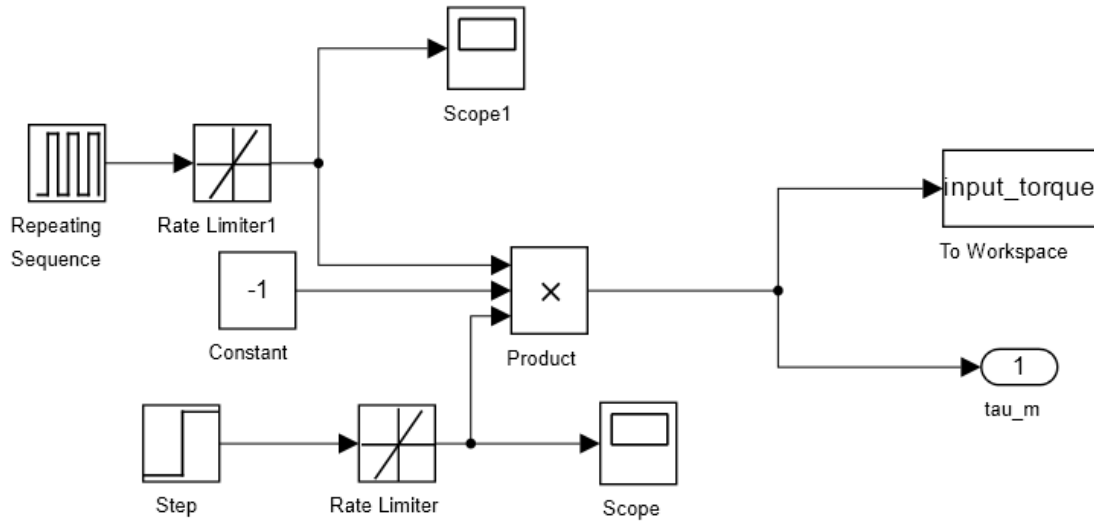 Scope1
Repeating
Sequence
Rate Limiter1
input_torque
To Workspace
-1
Constant
×
Product
1
tau_m
Step
Rate Limiter
Scope